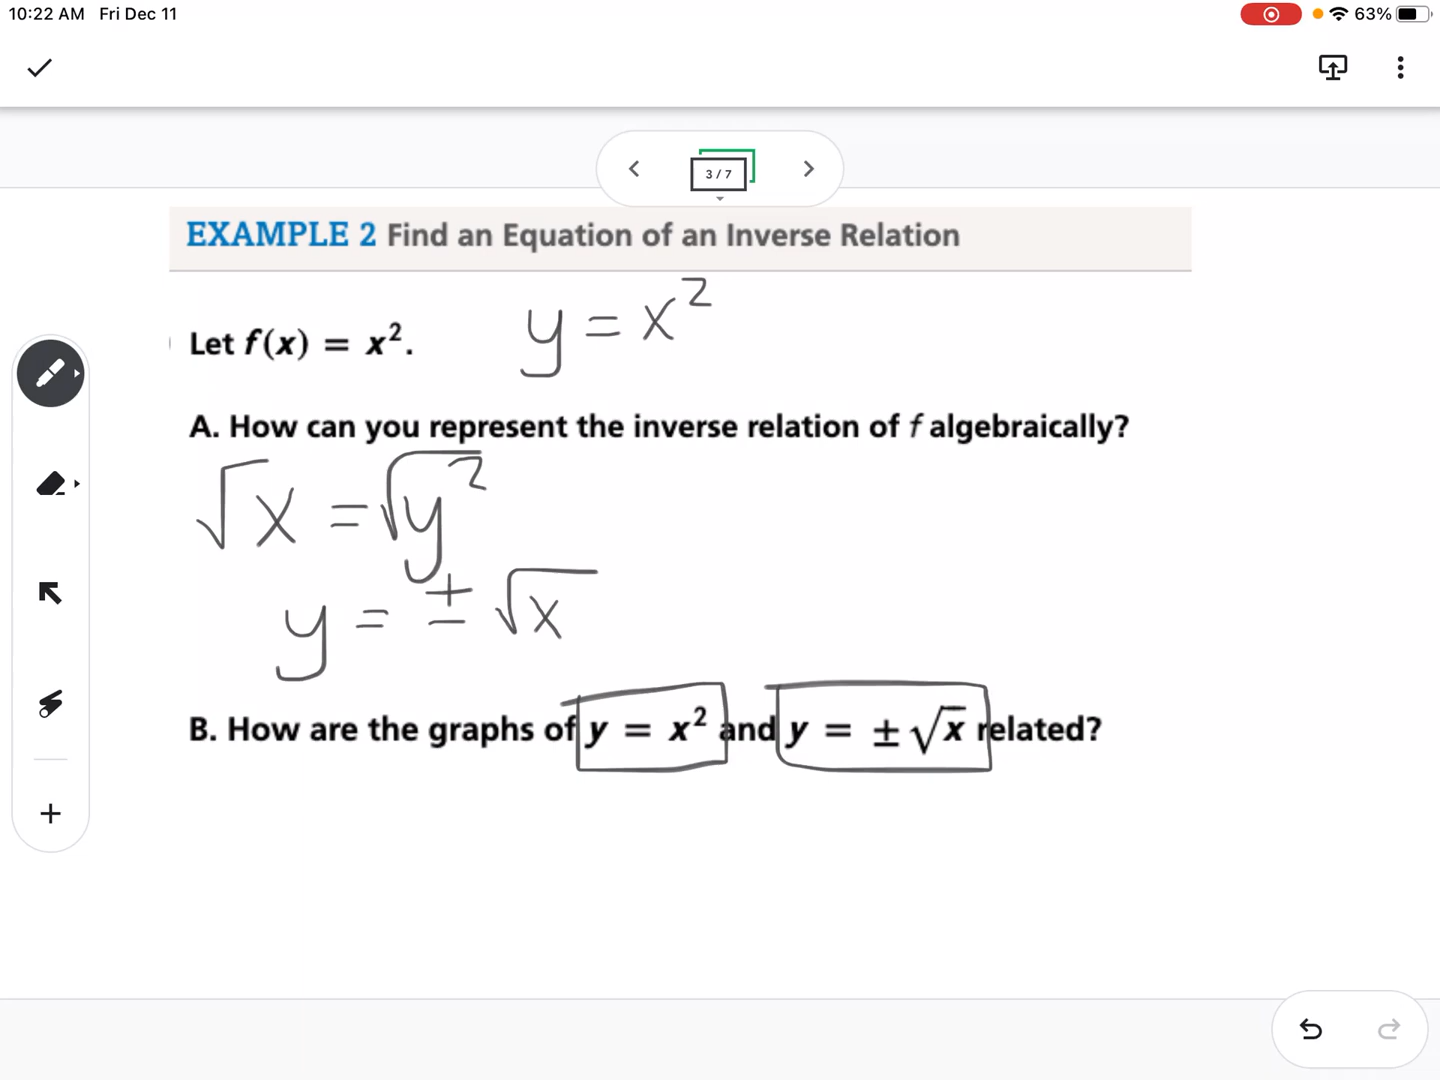 10:22 AM Fri Dec 11 63%
3 / 7
EXAMPLE 2 Find an Equation of an Inverse Relation
Let f(x) = x². y = x²
A. How can you represent the inverse relation of f algebraically?
√x = √y²
y = ± √x
B. How are the graphs of y = x² and y = ± √x related?